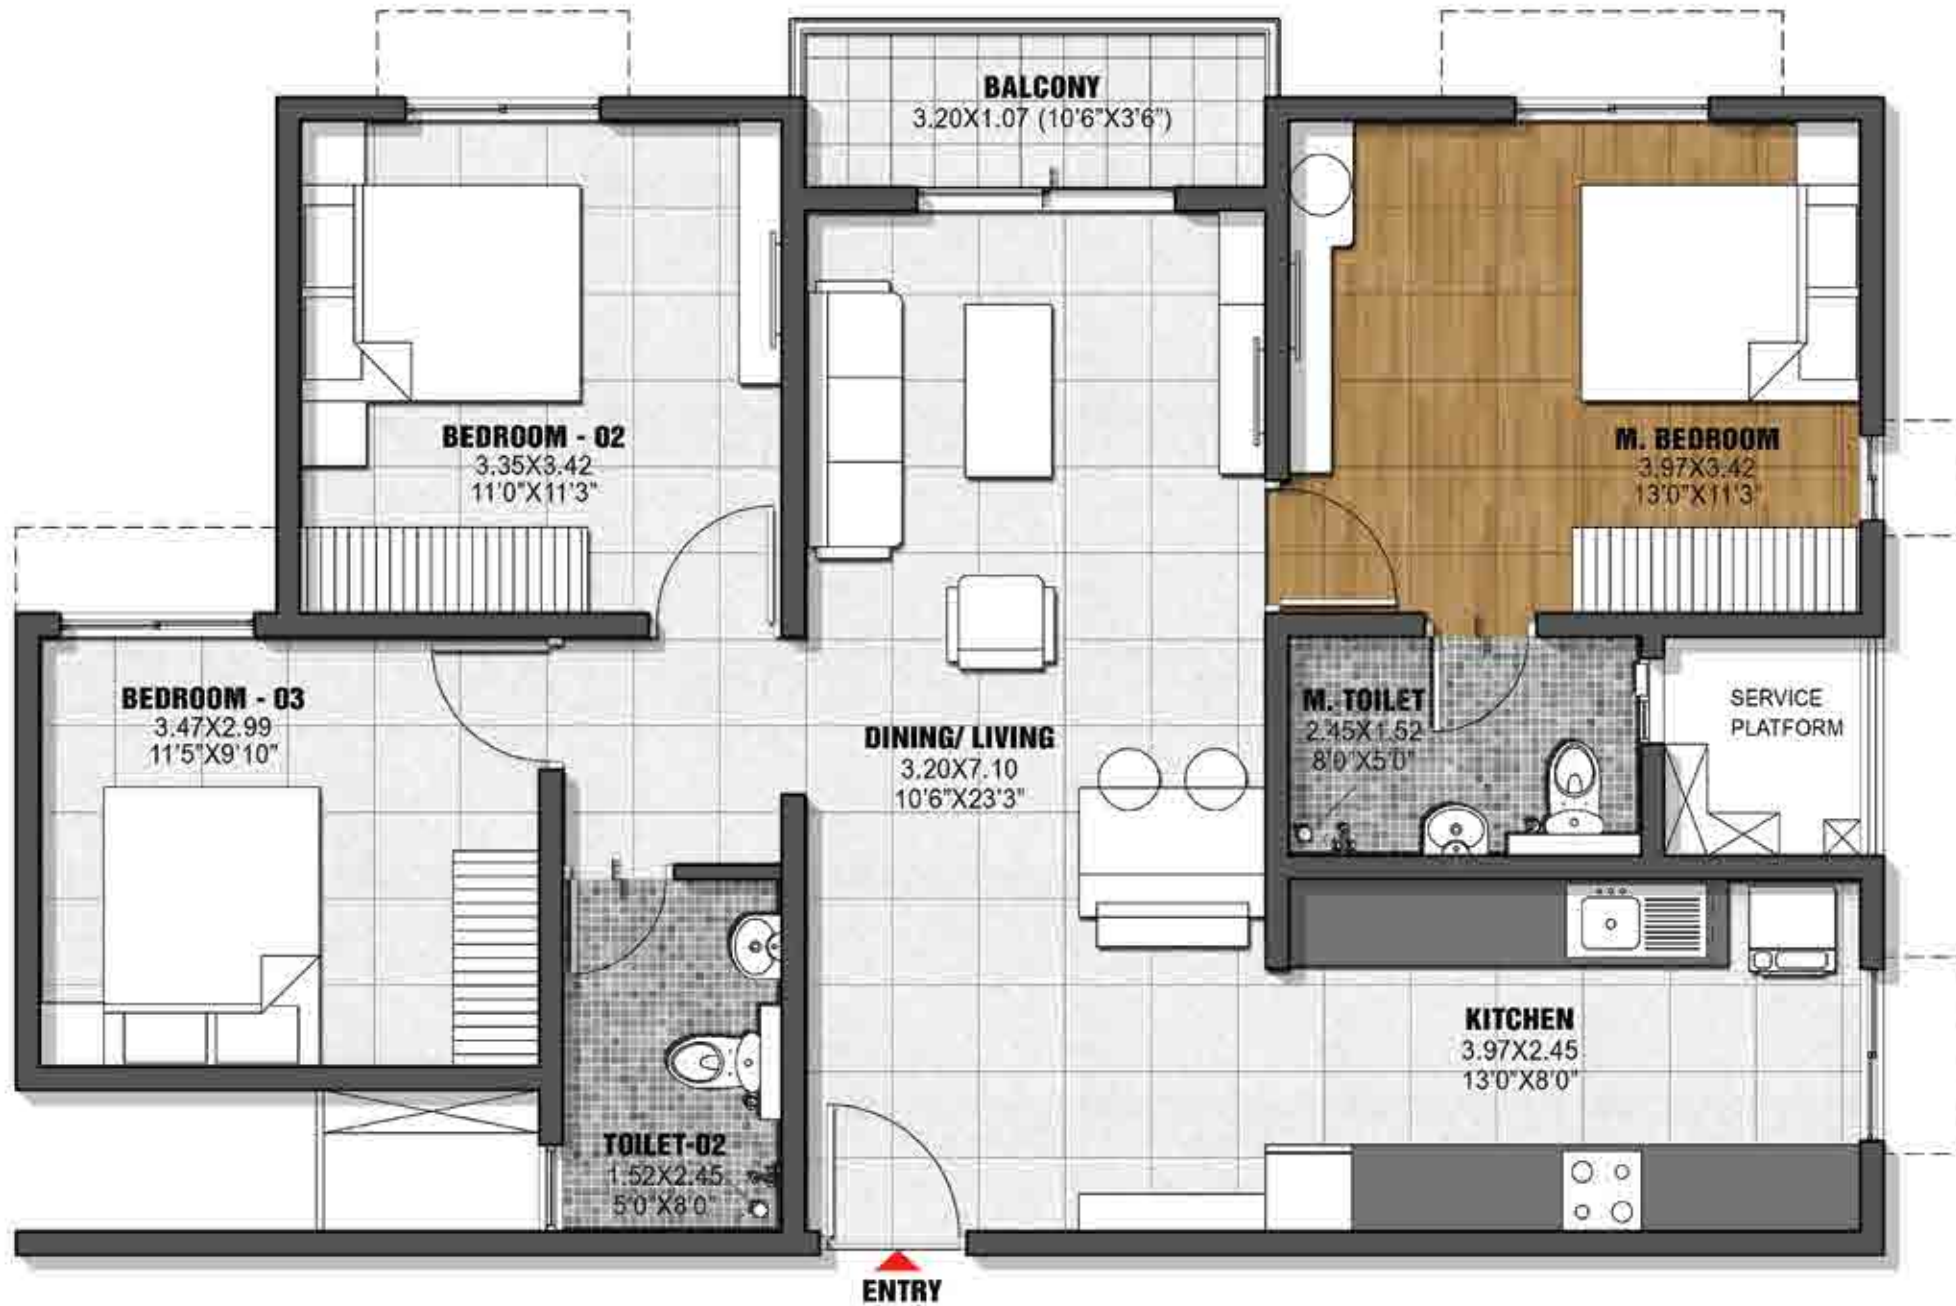 BALCONY
3.20X1.07 (10'6"X3'6")
BEDROOM - 02
3.35X3.42
11'0"X11'3"
M. BEDROOM
3.97X3.42
13'0"X11'3"
BEDROOM - 03
3.47X2.99
11'5"X9'10"
DINING/ LIVING
3.20X7.10
10'6"X23'3"
M. TOILET
2.45X1.52
8'0"X5'0"
SERVICE
PLATFORM
KITCHEN
3.97X2.45
13'0"X8'0"
TOILET-02
1.52X2.45
5'0"X8'0"
ENTRY